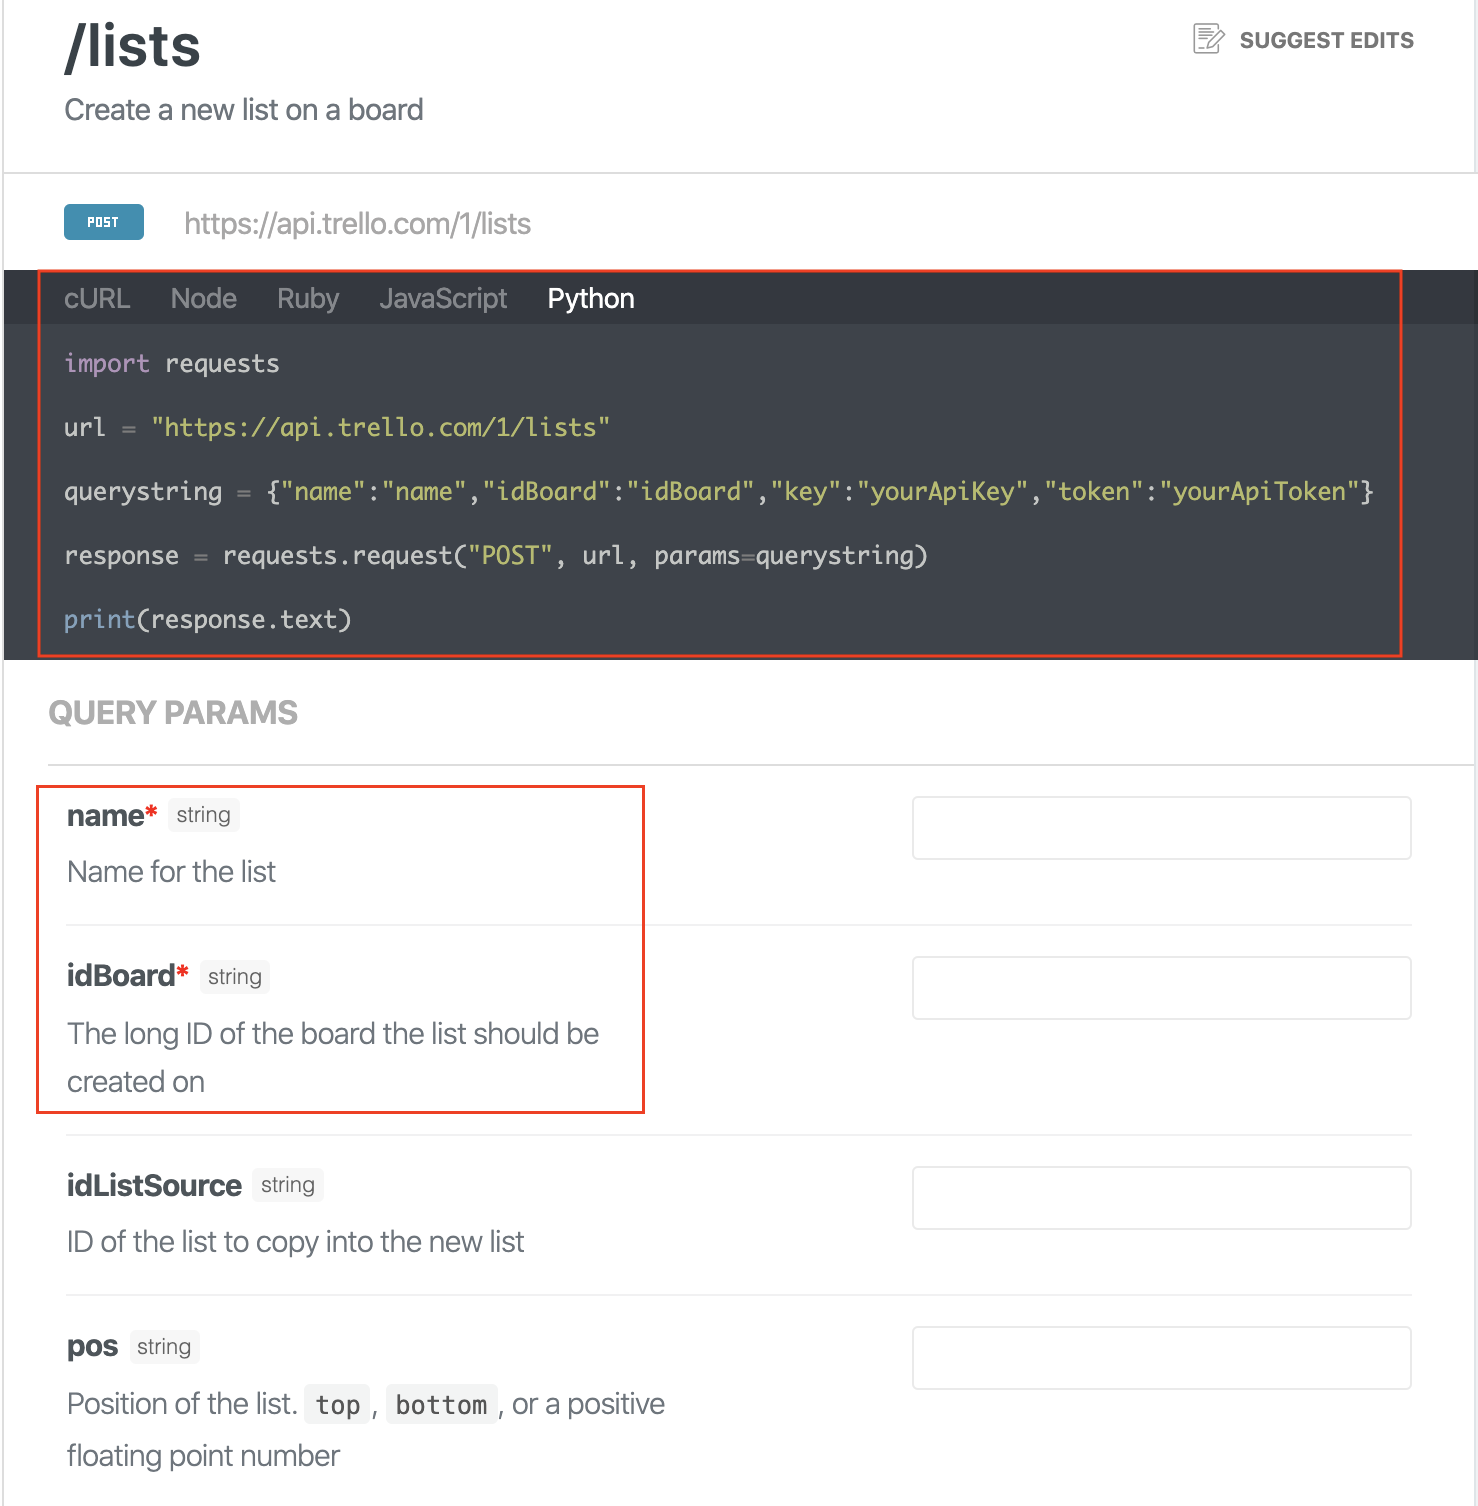 /lists
SUGGEST EDITS
Create a new list on a board
POST https://api.trello.com/1/lists
cURL Node Ruby JavaScript Python
import requests
url = "https://api.trello.com/1/lists"
querystring = {"name":"name","idBoard":"idBoard","key":"yourApiKey","token":"yourApiToken"}
response = requests.request("POST", url, params=querystring)
print(response.text)
QUERY PARAMS
name* string
Name for the list
idBoard* string
The long ID of the board the list should be
created on
idListSource string
ID of the list to copy into the new list
pos string
Position of the list. top, bottom, or a positive
floating point number